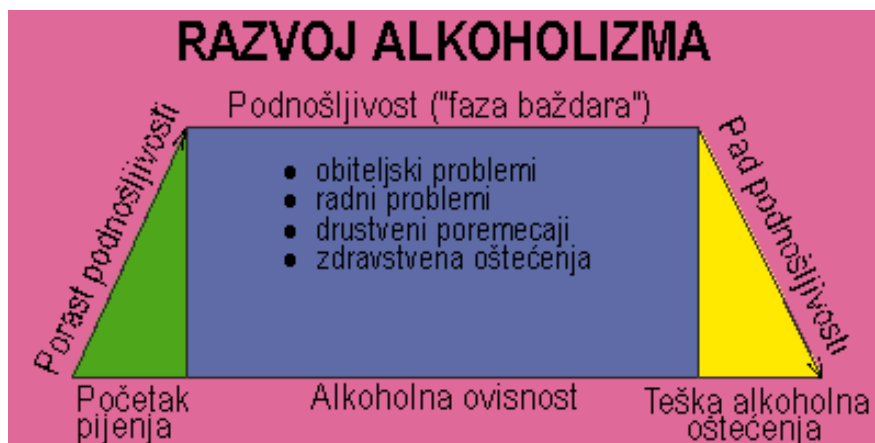 RAZVOJ ALKOHOLIZMA
Podnošljivost ("faza baždara")
Porast podnošljivosti
• obiteljski problemi
• radni problemi
• drustveni poremecaji
• zdravstvena oštećenja
Pad podnošljivosti
Početak
pijenja
Alkoholna ovisnost
Teška alkoholna
oštećenja